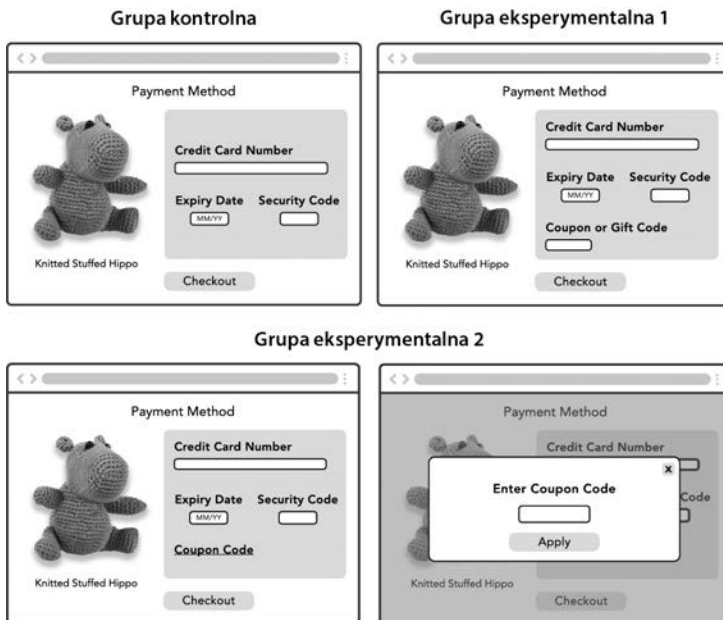 Grupa kontrolna
Payment Method
Credit Card Number
Expiry Date Security Code
MM/YY
Knitted Stuffed Hippo
Checkout
Grupa eksperymentalna 1
Payment Method
Credit Card Number
Expiry Date Security Code
MM/YY
Coupon or Gift Code
Knitted Stuffed Hippo
Checkout
Grupa eksperymentalna 2
Payment Method
Credit Card Number
Expiry Date Security Code
MM/YY
Coupon Code
Knitted Stuffed Hippo
Checkout
Payment Method
Credit Card Number
x
Enter Coupon Code
Code
Apply
Knitted Stuffed Hippo
Checkout